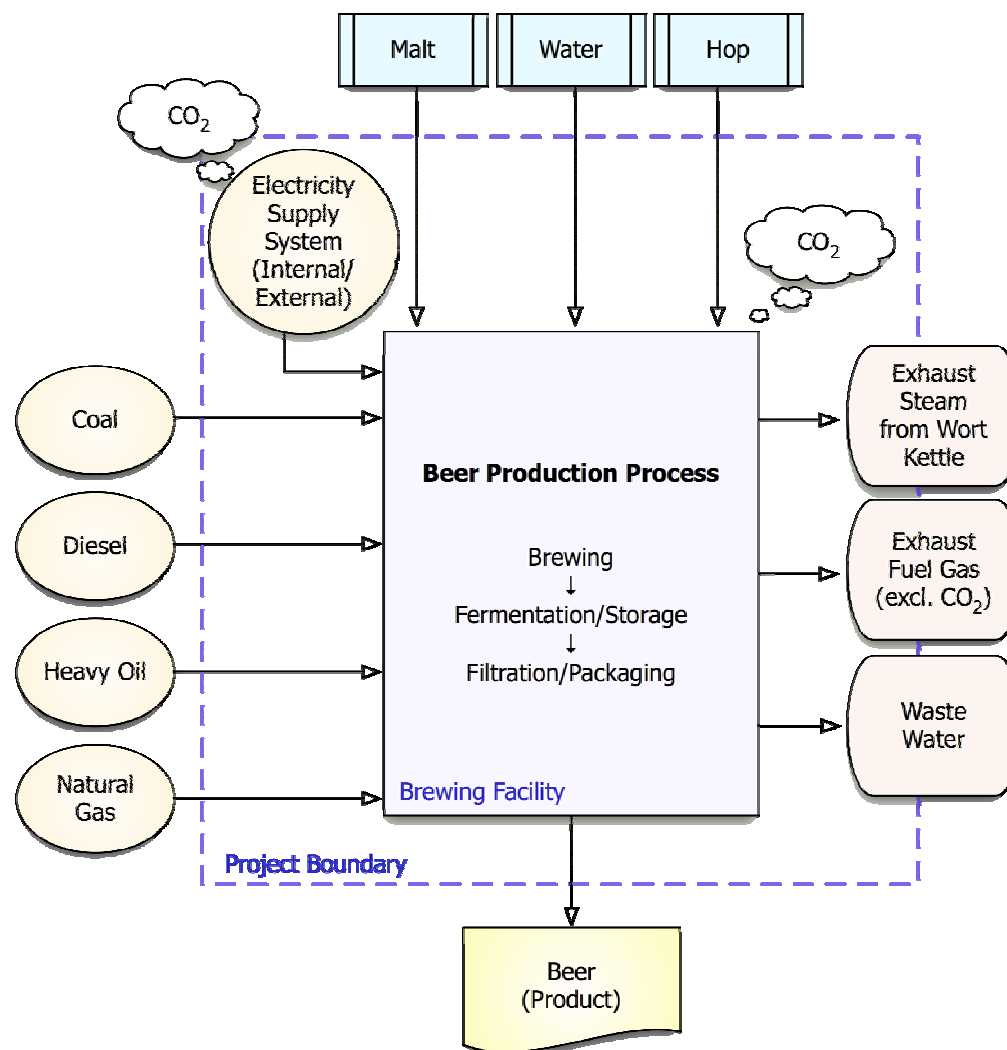 Malt
Water
Hop
CO₂
Electricity
Supply
System
(Internal/
External)
CO₂
Coal
Diesel
Heavy Oil
Natural
Gas
Beer Production Process
Brewing
↓
Fermentation/Storage
↓
Filtration/Packaging
Brewing Facility
Exhaust
Steam
from Wort
Kettle
Exhaust
Fuel Gas
(excl. CO₂)
Waste
Water
Project Boundary
Beer
(Product)